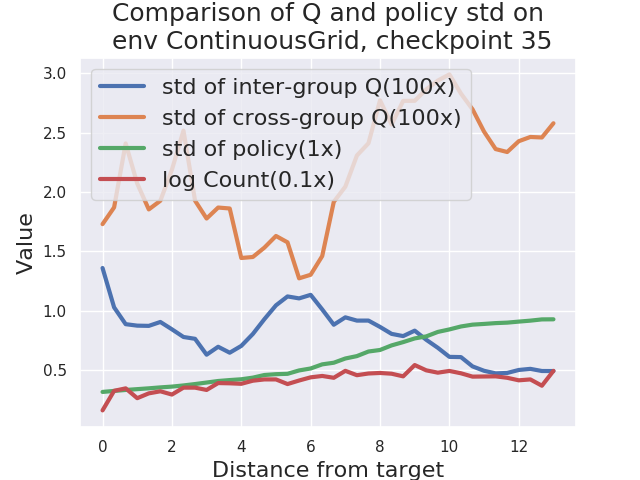 Comparison of Q and policy std on
env ContinuousGrid, checkpoint 35
3.0
2.5
2.0
1.5
1.0
0.5
Value
std of inter-group Q(100x)
std of cross-group Q(100x)
std of policy(1x)
log Count(0.1x)
0 2 4 6 8 10 12
Distance from target